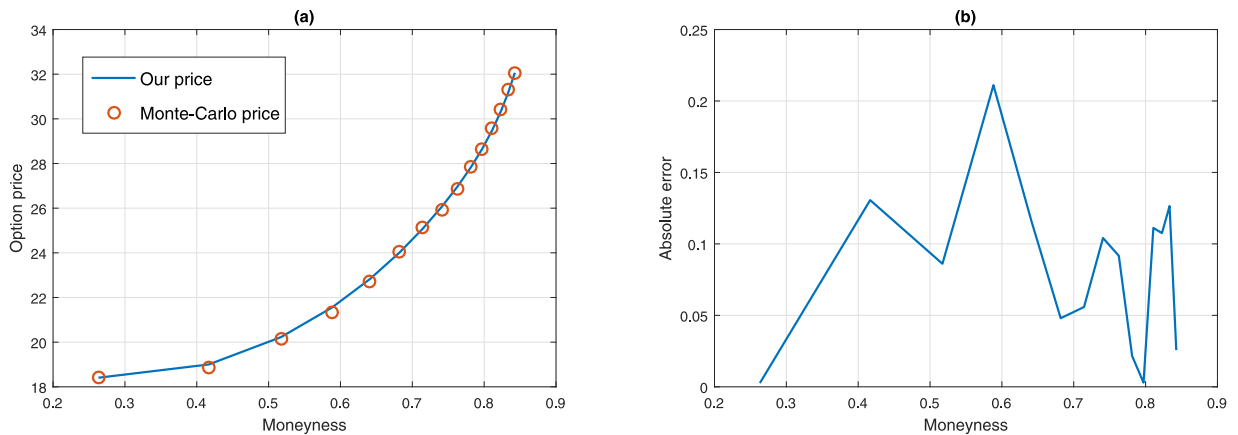 (a)
Option price
34
32
30
28
26
24
22
20
18
Our price
Monte-Carlo price
0.2 0.3 0.4 0.5 0.6 0.7 0.8 0.9
Moneyness
(b)
Absolute error
0.25
0.2
0.15
0.1
0.05
0
0.2 0.3 0.4 0.5 0.6 0.7 0.8 0.9
Moneyness